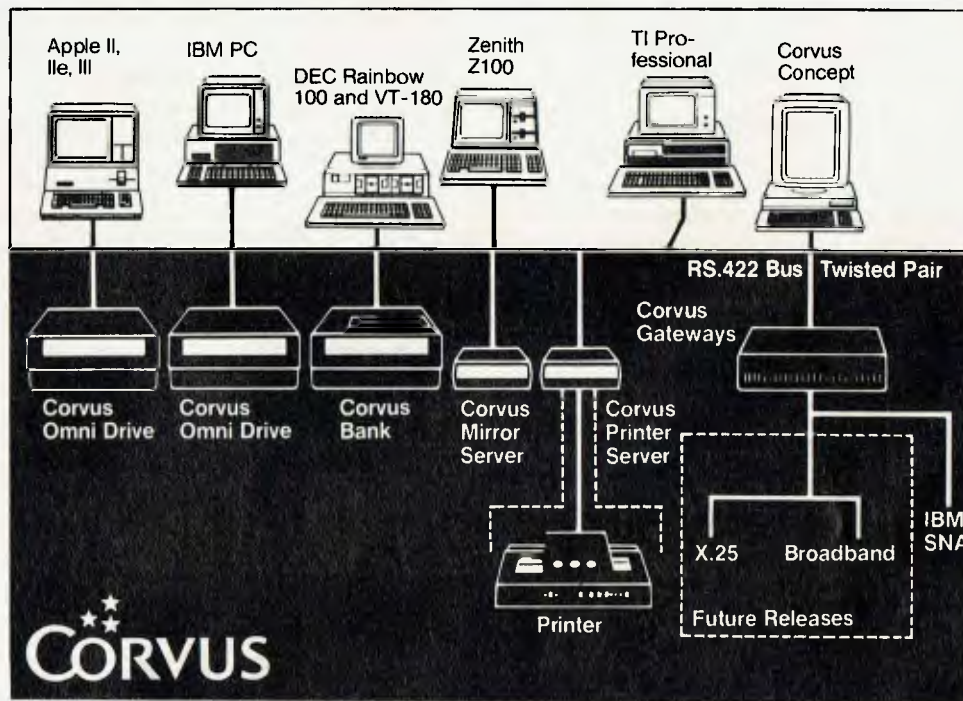 Apple II,
IIe, III
IBM PC
DEC Rainbow
100 and VT-180
Zenith
Z100
TI Pro-
fessional
Corvus
Concept
RS.422 Bus
Twisted Pair
Corvus
Gateways
Corvus
Omni Drive
Corvus
Omni Drive
Corvus
Bank
Corvus
Mirror
Server
Corvus
Printer
Server
X.25
Broadband
IBM
SNA
Future Releases
Printer
CORVUS